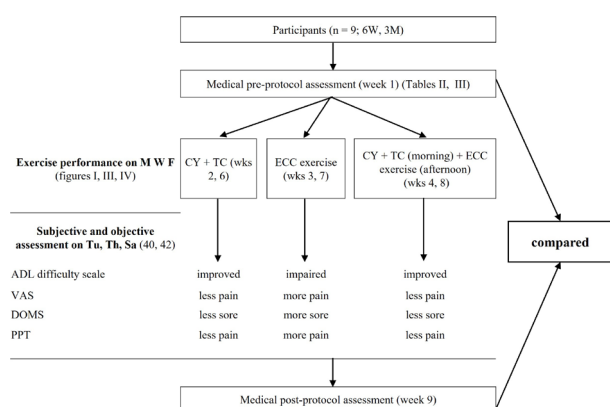 Participants (n = 9; 6W, 3M)
Medical pre-protocol assessment (week 1) (Tables II, III)
Exercise performance on M W F
(figures I, III, IV)
CY + TC (wks
2, 6)
ECC exercise
(wks 3, 7)
CY + TC (morning) + ECC
exercise (afternoon)
(wks 4, 8)
Subjective and objective
assessment on Tu, Th, Sa (40, 42)
compared
ADL difficulty scale improved impaired improved
VAS less pain more pain less pain
DOMS less sore more sore less sore
PPT less pain more pain less pain
Medical post-protocol assessment (week 9)